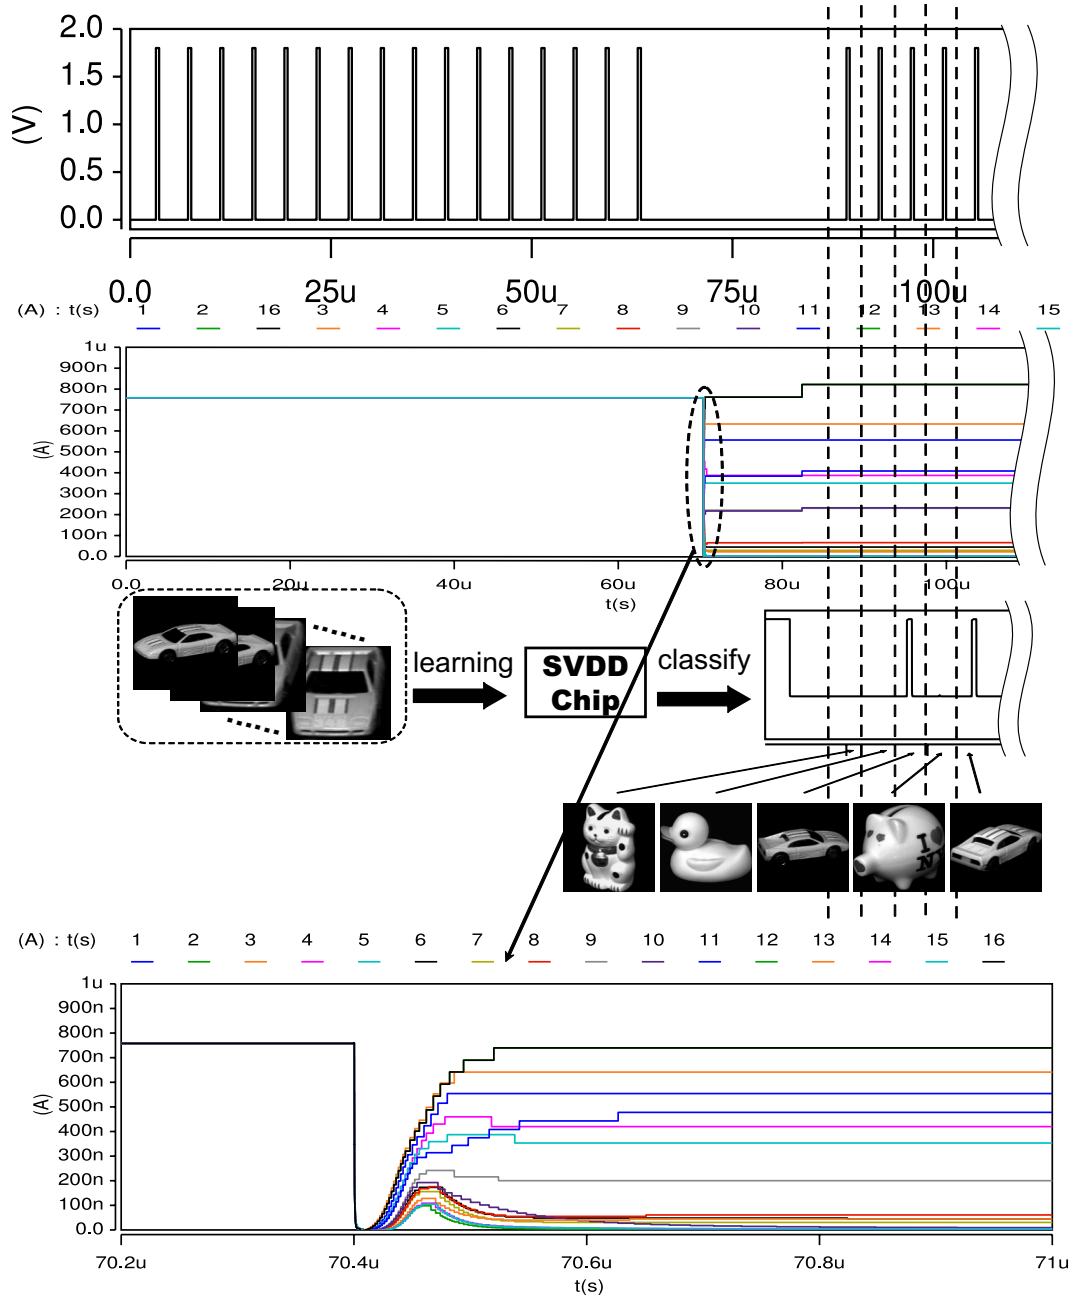 2.0
1.5
1.0
0.5
0.0
(V)
0.0 25u 50u 75u 100u
(A) : t(s) 1 2 16 3 4 5 6 7 8 9 10 11 12 13 14 15
1u
900n
800n
700n
600n
500n
400n
300n
200n
100n
0.0
(A)
0.0 20u 40u 60u 80u 100u
t(s)
learning
SVDD
Chip
classify
I
N
(A) : t(s) 1 2 3 4 5 6 7 8 9 10 11 12 13 14 15 16
1u
900n
800n
700n
600n
500n
400n
300n
200n
100n
0.0
(A)
70.2u 70.4u 70.6u 70.8u 71u
t(s)